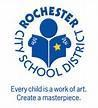 ROCHESTER
CITY SCHOOL DISTRICT
Every child is a work of art.
Create a masterpiece.